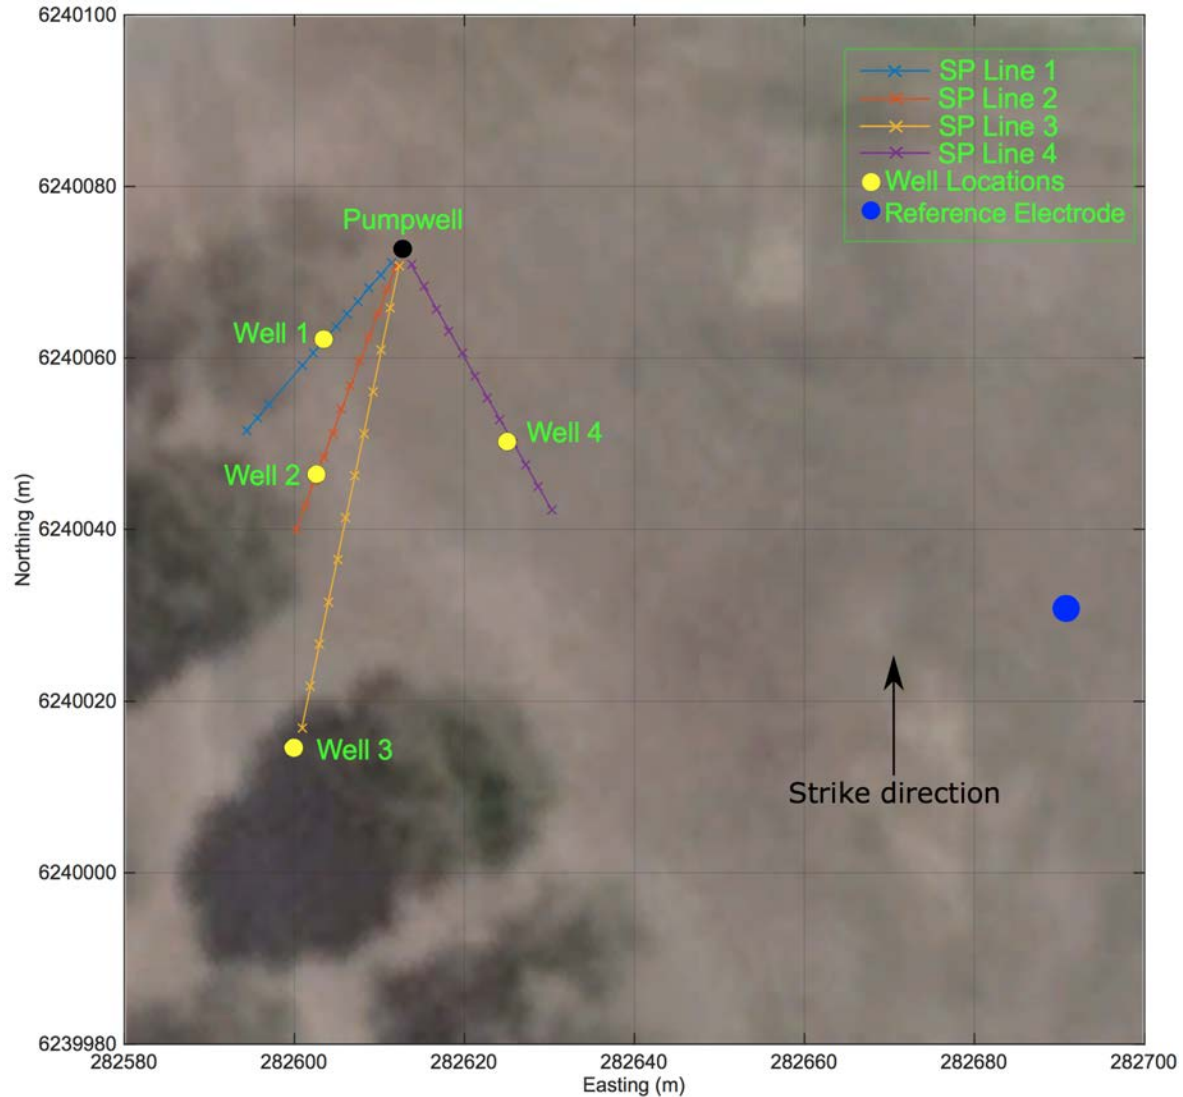 6240100
6240080
6240060
6240040
6240020
6240000
6239980
Northing (m)
SP Line 1
SP Line 2
SP Line 3
SP Line 4
Well Locations
Reference Electrode
Pumpwell
Well 1
Well 4
Well 2
Well 3
Strike direction
282580
282600
282620
282640
282660
282680
282700
Easting (m)